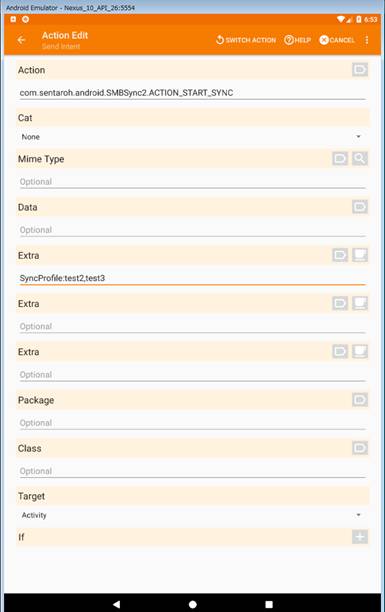 Android Emulator - Nexus_10_API_26:5554
6:53
Action Edit
Send Intent
SWITCH ACTION
HELP
CANCEL
Action
com.sentaroh.android.SMBSync2.ACTION_START_SYNC
Cat
None
Mime Type
Optional
Data
Optional
Extra
SyncProfile:test2,test3
Extra
Optional
Extra
Optional
Package
Optional
Class
Optional
Target
Activity
If